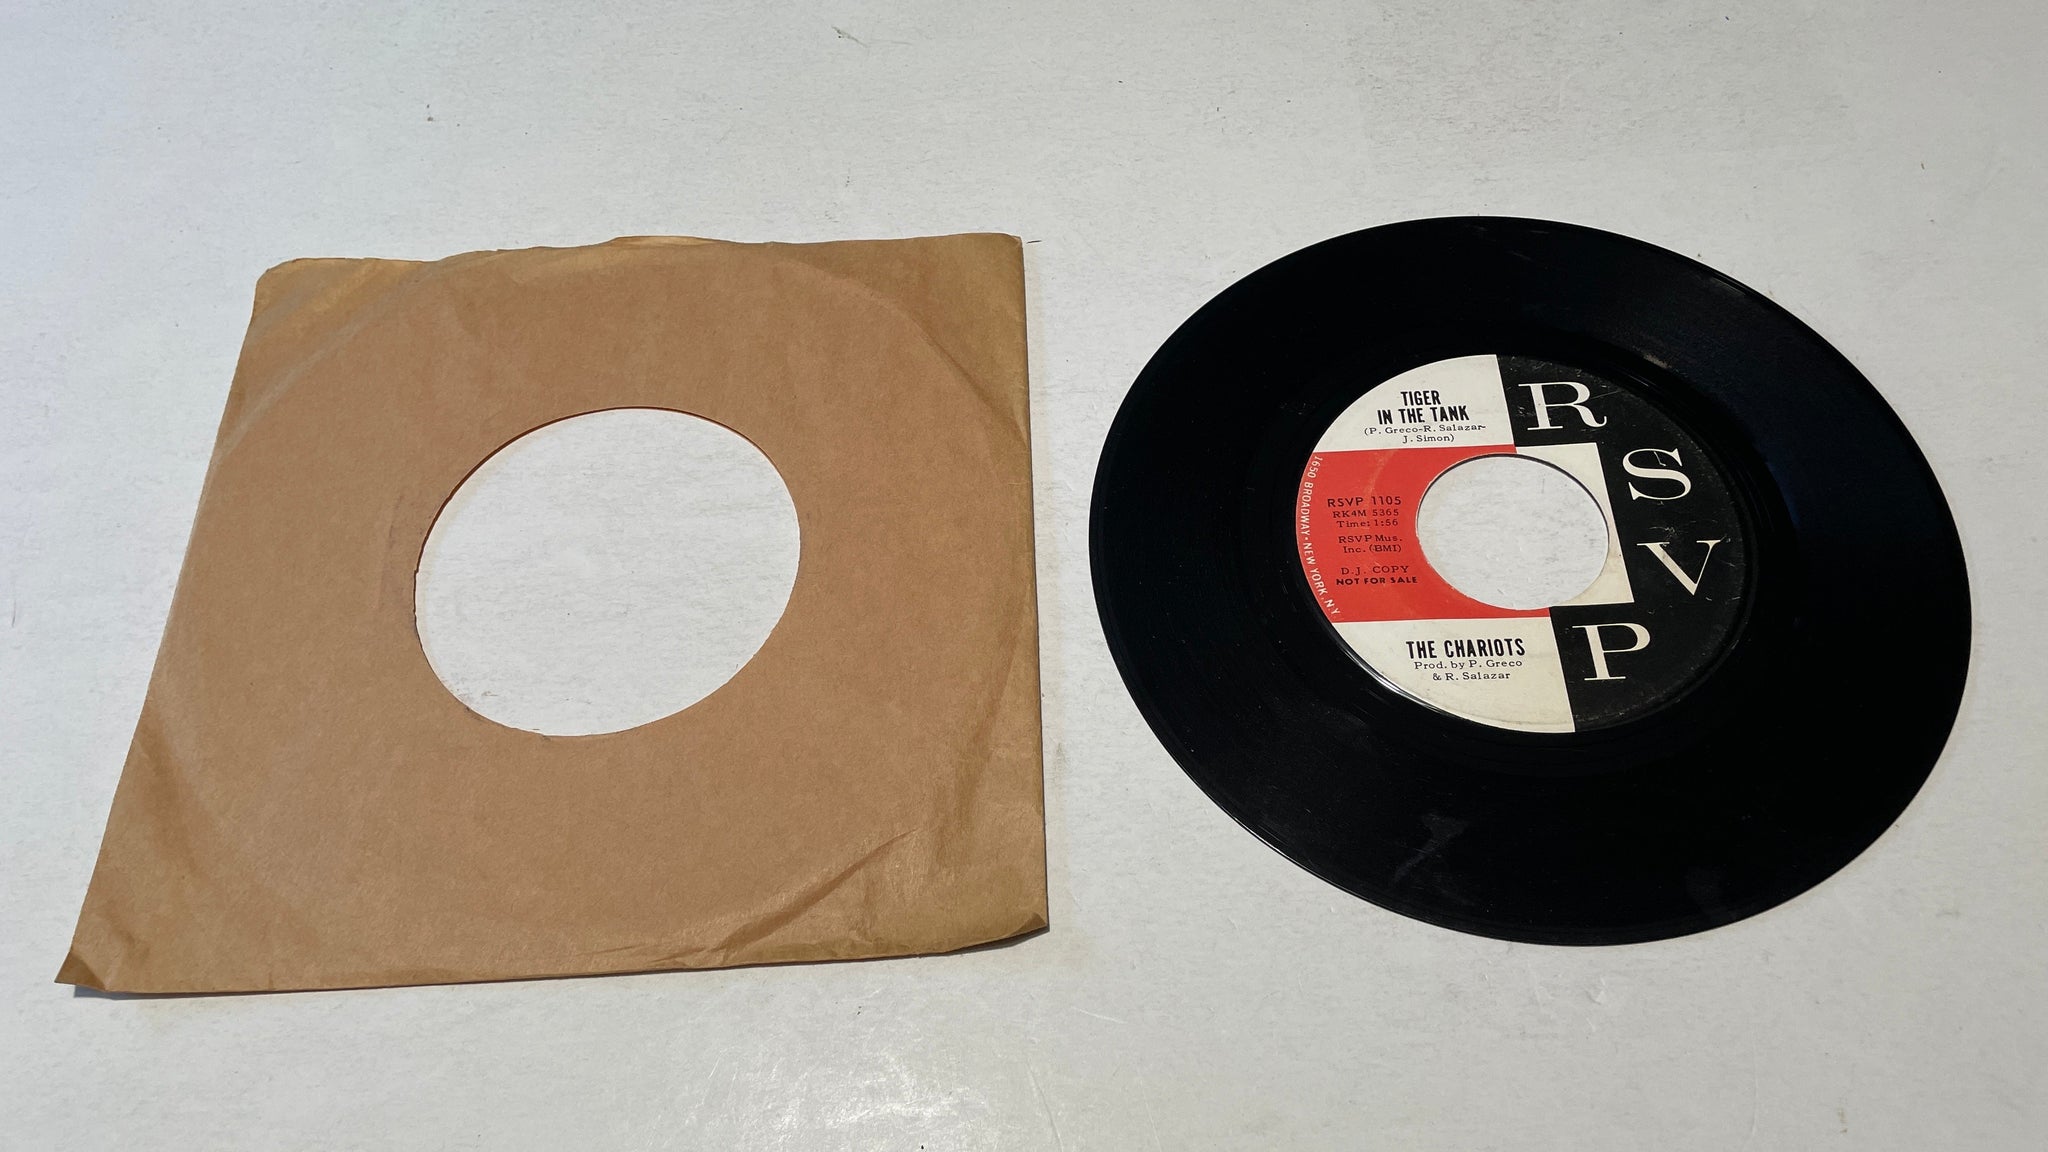 TIGER
IN THE TANK
(P. Greco-R. Salazar-
J. Simon)
R
S
V
P
1650 BROADWAY•NEW YORK, N.Y
RSVP 1105
RK4M 5365
Time: 1:56
RSVP Mus.
Inc. (BMI)
D.J. COPY
NOT FOR SALE
THE CHARIOTS
Prod. by P. Greco
& R. Salazar